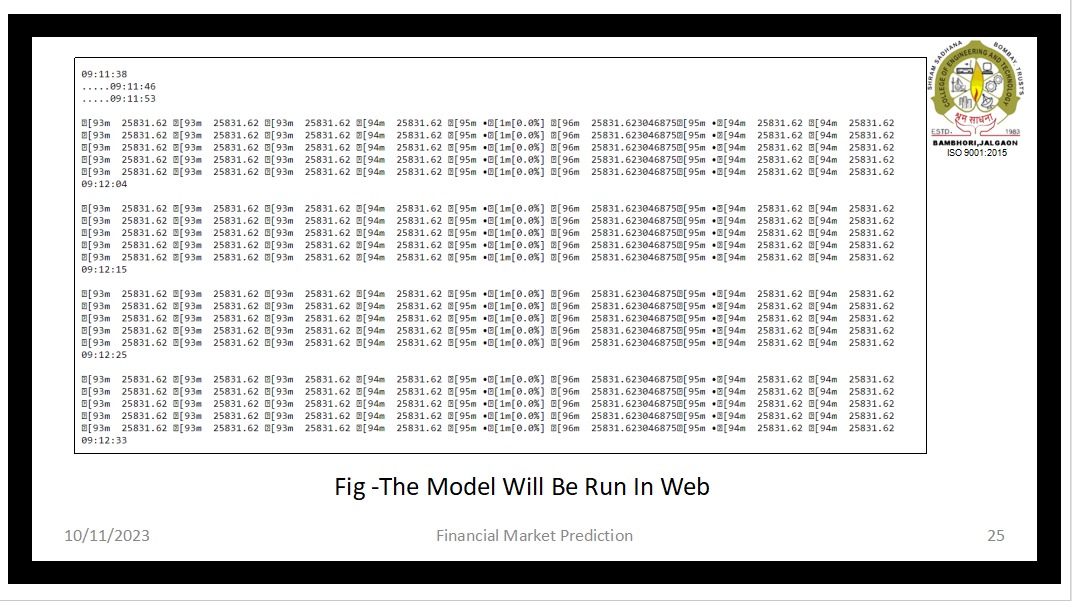 09:11:38
.....09:11:46
.....09:11:53
[93m  25831.62 [93m  25831.62 [93m  25831.62 [94m  25831.62 [95m •[1m[0.0%] [96m  25831.623046875[95m •[94m  25831.62 [94m  25831.62
[93m  25831.62 [93m  25831.62 [93m  25831.62 [94m  25831.62 [95m •[1m[0.0%] [96m  25831.623046875[95m •[94m  25831.62 [94m  25831.62
[93m  25831.62 [93m  25831.62 [93m  25831.62 [94m  25831.62 [95m •[1m[0.0%] [96m  25831.623046875[95m •[94m  25831.62 [94m  25831.62
[93m  25831.62 [93m  25831.62 [93m  25831.62 [94m  25831.62 [95m •[1m[0.0%] [96m  25831.623046875[95m •[94m  25831.62 [94m  25831.62
[93m  25831.62 [93m  25831.62 [93m  25831.62 [94m  25831.62 [95m •[1m[0.0%] [96m  25831.623046875[95m •[94m  25831.62 [94m  25831.62
09:12:04
[93m  25831.62 [93m  25831.62 [93m  25831.62 [94m  25831.62 [95m •[1m[0.0%] [96m  25831.623046875[95m •[94m  25831.62 [94m  25831.62
[93m  25831.62 [93m  25831.62 [93m  25831.62 [94m  25831.62 [95m •[1m[0.0%] [96m  25831.623046875[95m •[94m  25831.62 [94m  25831.62
[93m  25831.62 [93m  25831.62 [93m  25831.62 [94m  25831.62 [95m •[1m[0.0%] [96m  25831.623046875[95m •[94m  25831.62 [94m  25831.62
[93m  25831.62 [93m  25831.62 [93m  25831.62 [94m  25831.62 [95m •[1m[0.0%] [96m  25831.623046875[95m •[94m  25831.62 [94m  25831.62
[93m  25831.62 [93m  25831.62 [93m  25831.62 [94m  25831.62 [95m •[1m[0.0%] [96m  25831.623046875[95m •[94m  25831.62 [94m  25831.62
09:12:15
[93m  25831.62 [93m  25831.62 [93m  25831.62 [94m  25831.62 [95m •[1m[0.0%] [96m  25831.623046875[95m •[94m  25831.62 [94m  25831.62
[93m  25831.62 [93m  25831.62 [93m  25831.62 [94m  25831.62 [95m •[1m[0.0%] [96m  25831.623046875[95m •[94m  25831.62 [94m  25831.62
[93m  25831.62 [93m  25831.62 [93m  25831.62 [94m  25831.62 [95m •[1m[0.0%] [96m  25831.623046875[95m •[94m  25831.62 [94m  25831.62
[93m  25831.62 [93m  25831.62 [93m  25831.62 [94m  25831.62 [95m •[1m[0.0%] [96m  25831.623046875[95m •[94m  25831.62 [94m  25831.62
[93m  25831.62 [93m  25831.62 [93m  25831.62 [94m  25831.62 [95m •[1m[0.0%] [96m  25831.623046875[95m •[94m  25831.62 [94m  25831.62
09:12:25
[93m  25831.62 [93m  25831.62 [93m  25831.62 [94m  25831.62 [95m •[1m[0.0%] [96m  25831.623046875[95m •[94m  25831.62 [94m  25831.62
[93m  25831.62 [93m  25831.62 [93m  25831.62 [94m  25831.62 [95m •[1m[0.0%] [96m  25831.623046875[95m •[94m  25831.62 [94m  25831.62
[93m  25831.62 [93m  25831.62 [93m  25831.62 [94m  25831.62 [95m •[1m[0.0%] [96m  25831.623046875[95m •[94m  25831.62 [94m  25831.62
[93m  25831.62 [93m  25831.62 [93m  25831.62 [94m  25831.62 [95m •[1m[0.0%] [96m  25831.623046875[95m •[94m  25831.62 [94m  25831.62
[93m  25831.62 [93m  25831.62 [93m  25831.62 [94m  25831.62 [95m •[1m[0.0%] [96m  25831.623046875[95m •[94m  25831.62 [94m  25831.62
09:12:33
SHRAM SADHANA BOMBAY TRUST'S
COLLEGE OF ENGINEERING AND TECHNOLOGY
श्रम साधना
ESTD. 1983
BAMBHORI,JALGAON
ISO 9001:2015
Fig -The Model Will Be Run In Web
10/11/2023
Financial Market Prediction
25